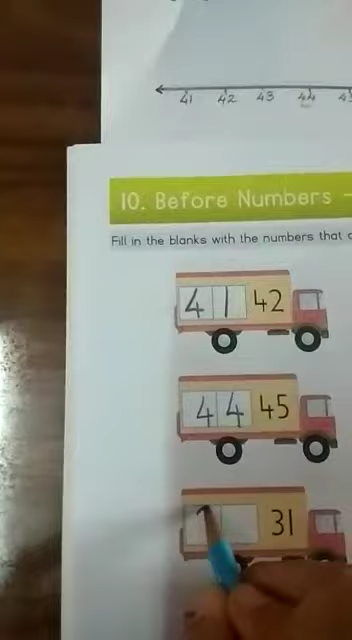 41 42 43 44
10. Before Numbers -
Fill in the blanks with the numbers that
41 42
44 45
31